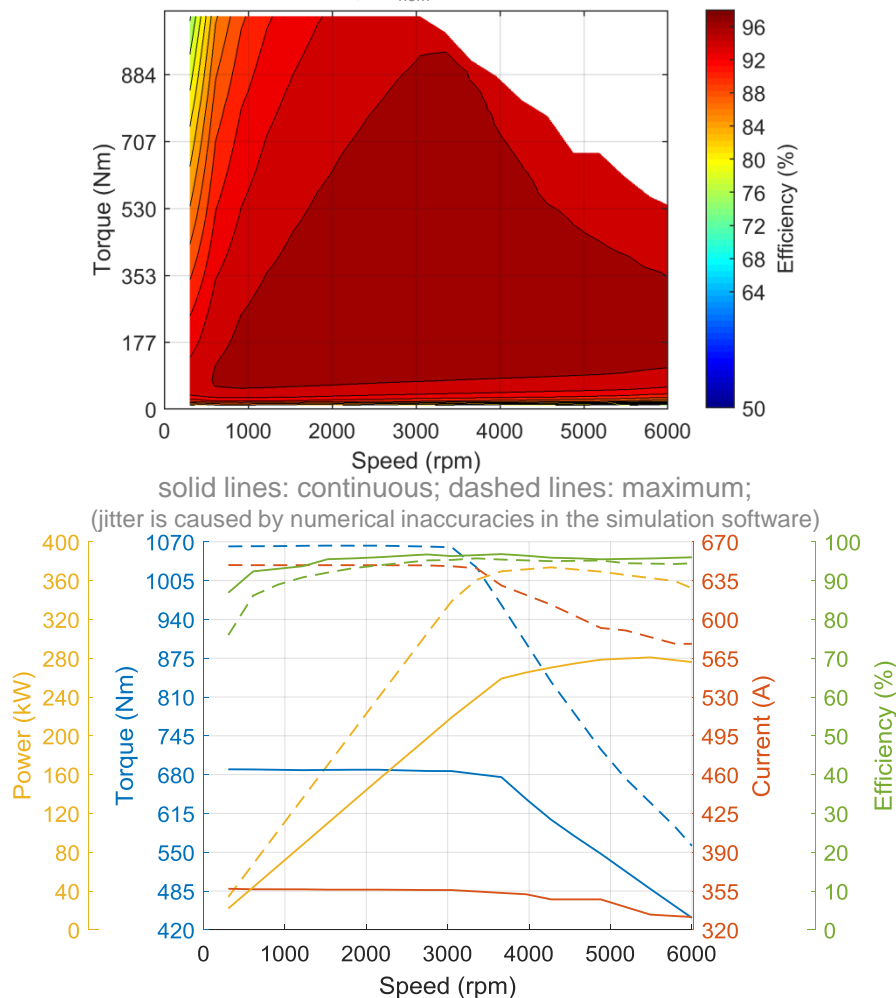 884
707
530
353
177
0
Torque (Nm)
0 1000 2000 3000 4000 5000 6000
Speed (rpm)
96
92
88
84
80
76
72
68
64
50
Efficiency (%)
solid lines: continuous; dashed lines: maximum;
(jitter is caused by numerical inaccuracies in the simulation software)
400 1070 670 100
360 1005 635 90
320 940 600 80
280 875 565 70
240 810 530 60
200 745 495 50
160 680 460 40
120 615 425 30
80 550 390 20
40 485 355 10
0 420 320 0
Power (kW)
Torque (Nm)
Current (A)
Efficiency (%)
0 1000 2000 3000 4000 5000 6000
Speed (rpm)